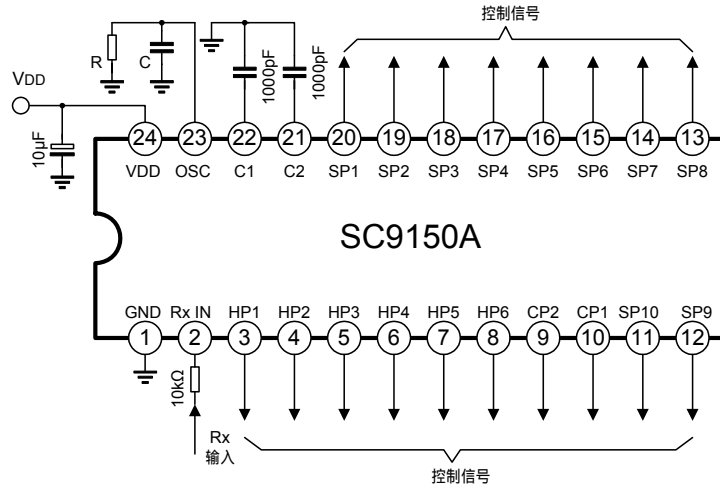 控制信号
R
C
1000pF
1000pF
VDD
10μF
24 23 22 21 20 19 18 17 16 15 14 13
VDD OSC C1 C2 SP1 SP2 SP3 SP4 SP5 SP6 SP7 SP8
SC9150A
GND Rx IN HP1 HP2 HP3 HP4 HP5 HP6 CP2 CP1 SP10 SP9
1 2 3 4 5 6 7 8 9 10 11 12
10kΩ
Rx
输入
控制信号